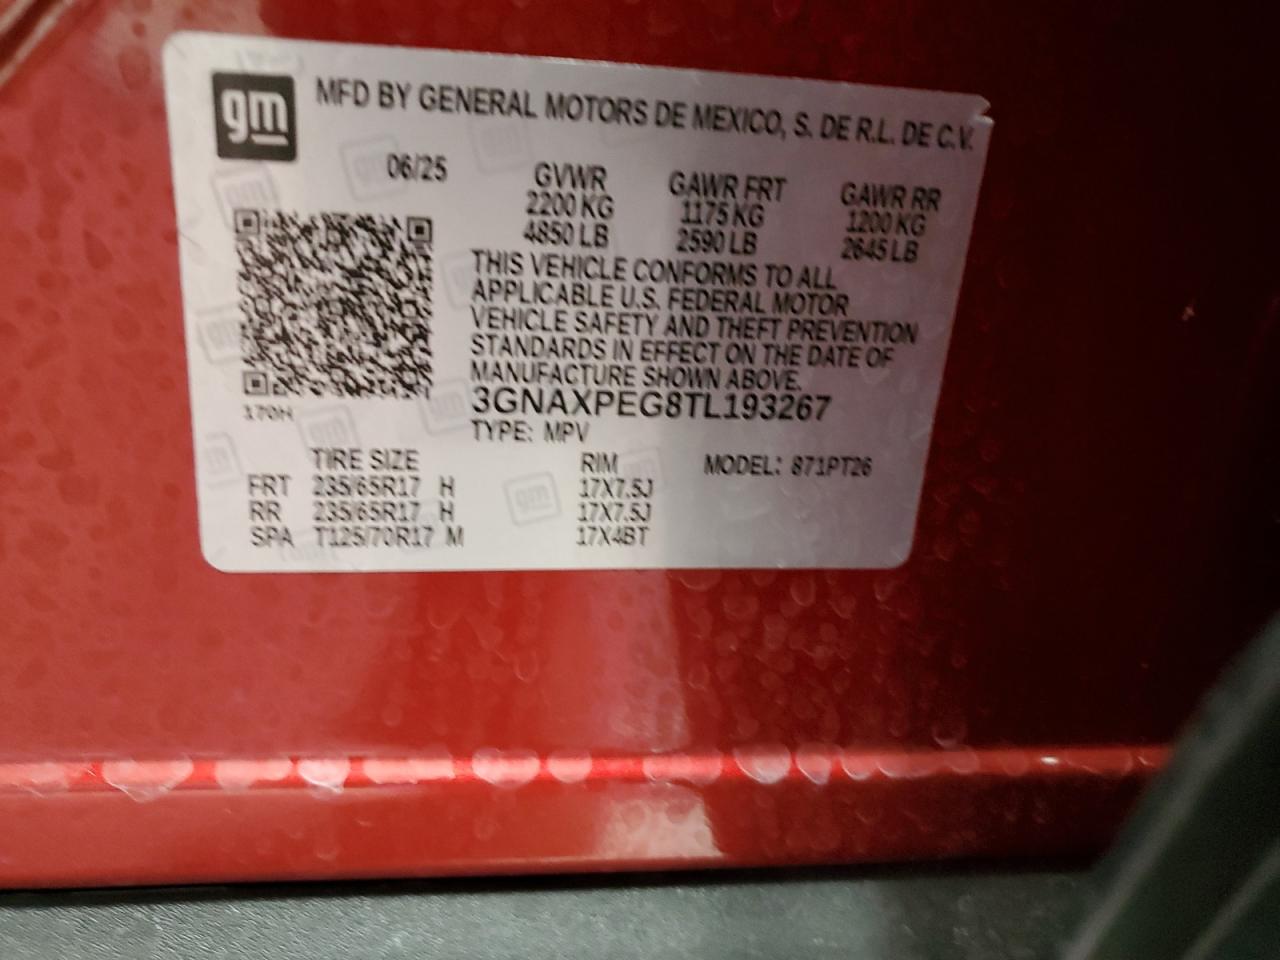 gm
MFD BY GENERAL MOTORS DE MEXICO, S. DE R.L. DE C.V.
06/25
GVWR GAWR FRT GAWR RR
2200 KG 1175 KG 1200 KG
4850 LB 2590 LB 2645 LB
THIS VEHICLE CONFORMS TO ALL
APPLICABLE U.S. FEDERAL MOTOR
VEHICLE SAFETY AND THEFT PREVENTION
STANDARDS IN EFFECT ON THE DATE OF
MANUFACTURE SHOWN ABOVE.
170H
3GNAXPEG8TL193267
TYPE: MPV
TIRE SIZE RIM MODEL: 871PT26
FRT 235/65R17 H 17X7.5J
RR 235/65R17 H 17X7.5J
SPA T125/70R17 M 17X4BT